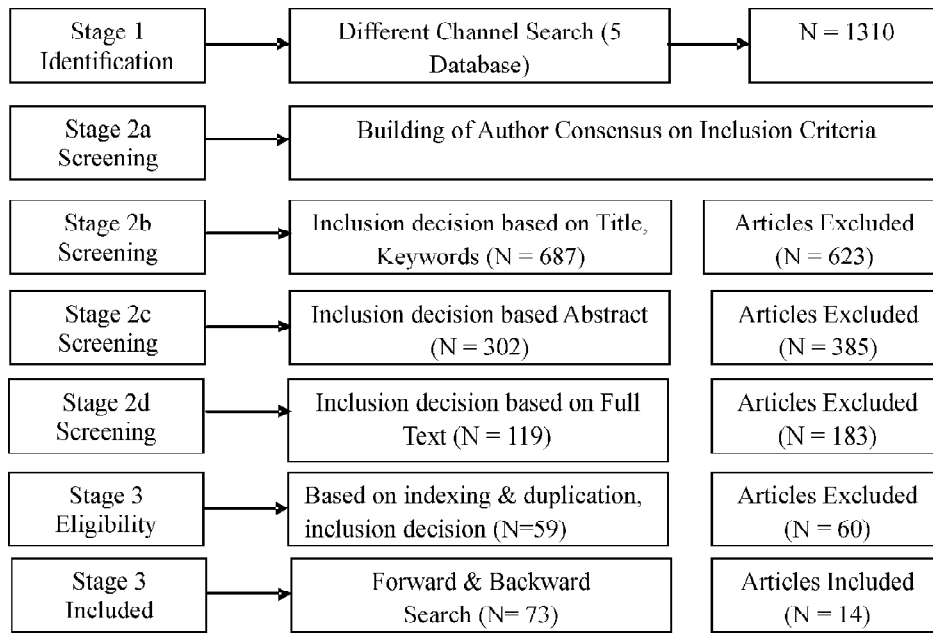 Stage 1
Identification
Different Channel Search (5
Database)
N = 1310
Stage 2a
Screening
Building of Author Consensus on Inclusion Criteria
Stage 2b
Screening
Inclusion decision based on Title,
Keywords (N = 687)
Articles Excluded
(N = 623)
Stage 2c
Screening
Inclusion decision based Abstract
(N = 302)
Articles Excluded
(N = 385)
Stage 2d
Screening
Inclusion decision based on Full
Text (N = 119)
Articles Excluded
(N = 183)
Stage 3
Eligibility
Based on indexing & duplication,
inclusion decision (N=59)
Articles Excluded
(N = 60)
Stage 3
Included
Forward & Backward
Search (N= 73)
Articles Included
(N = 14)